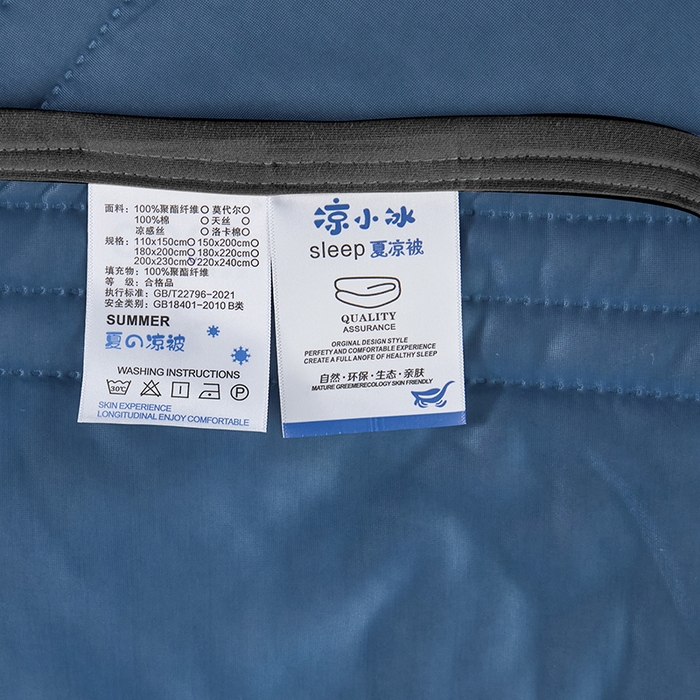 面料: 100%聚酯纤维○ 莫代尔○
100%棉○ 天丝○
凉感丝○ 洛卡棉○
规格: 110x150cm○ 150x200cm○
180x200cm○ 180x220cm○
200x230cm○ 220x240cm○
填充物: 100%聚酯纤维
等 级: 合格品
执行标准: GB/T22796-2021
安全类别: GB18401-2010 B类
SUMMER
夏の凉被
WASHING INSTRUCTIONS
30℃ P
SKIN EXPERIENCE
LONGITUDINAL ENJOY COMFORTABLE
凉小冰
sleep 夏凉被
QUALITY
ASSURANCE
ORGINAL DESIGN STYLE
PERFETY AND COMFORTABLE EXPERIENCE
CREATE A FULL ANOFE OF HEALTHY SLEEP
自然·环保·生态·亲肤
MATURE GREEMERECOLOGY SKIN FRIENDLY